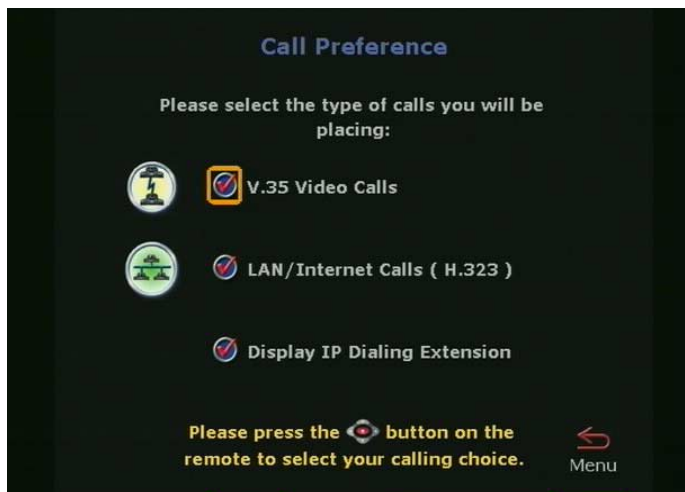 Call Preference
Please select the type of calls you will be
placing:
V.35 Video Calls
LAN/Internet Calls ( H.323 )
Display IP Dialing Extension
Please press the button on the
remote to select your calling choice.
Menu